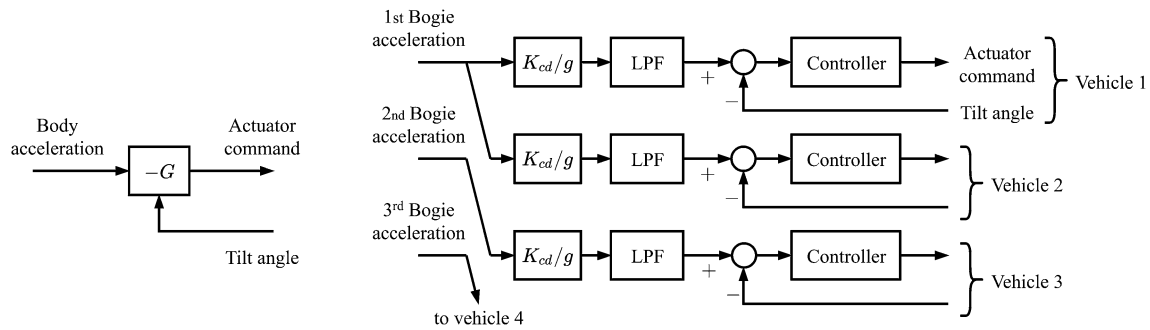 Body
acceleration
Actuator
command
−G
Tilt angle
1st Bogie
acceleration
K_cd/g
LPF
+
−
Controller
Actuator
command
Tilt angle
Vehicle 1
2nd Bogie
acceleration
K_cd/g
LPF
+
−
Controller
Vehicle 2
3rd Bogie
acceleration
K_cd/g
LPF
+
−
Controller
Vehicle 3
to vehicle 4